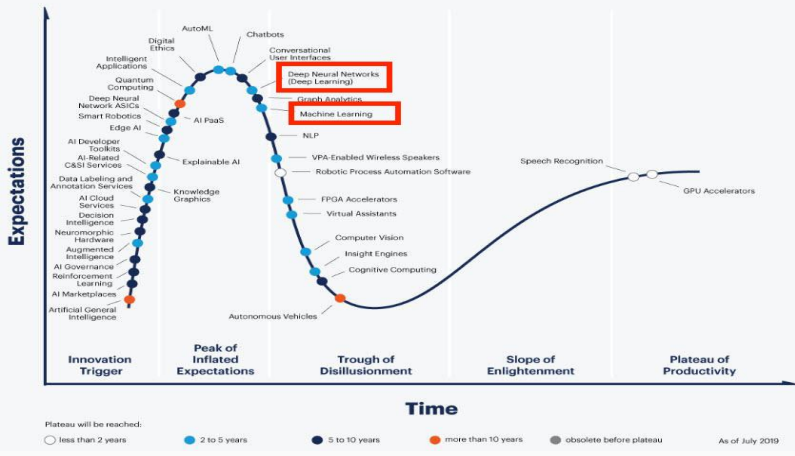 Expectations
AutoML
Chatbots
Digital
Ethics
Conversational
User Interfaces
Intelligent
Applications
Deep Neural Networks
(Deep Learning)
Quantum
Computing
Graph Analytics
Deep Neural
Network ASICs
Machine Learning
Smart Robotics
AI PaaS
Edge AI
NLP
AI Developer
Toolkits
Explainable AI
VPA-Enabled Wireless Speakers
AI-Related
C&SI Services
Robotic Process Automation Software
Speech Recognition
GPU Accelerators
Data Labeling and
Annotation Services
Knowledge
Graphics
AI Cloud
Services
FPGA Accelerators
Decision
Intelligence
Virtual Assistants
Neuromorphic
Hardware
Computer Vision
Augmented
Intelligence
Insight Engines
AI Governance
Cognitive Computing
Reinforcement
Learning
AI Marketplaces
Artificial General
Intelligence
Autonomous Vehicles
Innovation
Trigger
Peak of
Inflated
Expectations
Trough of
Disillusionment
Slope of
Enlightenment
Plateau of
Productivity
Time
Plateau will be reached:
less than 2 years
2 to 5 years
5 to 10 years
more than 10 years
obsolete before plateau
As of July 2019